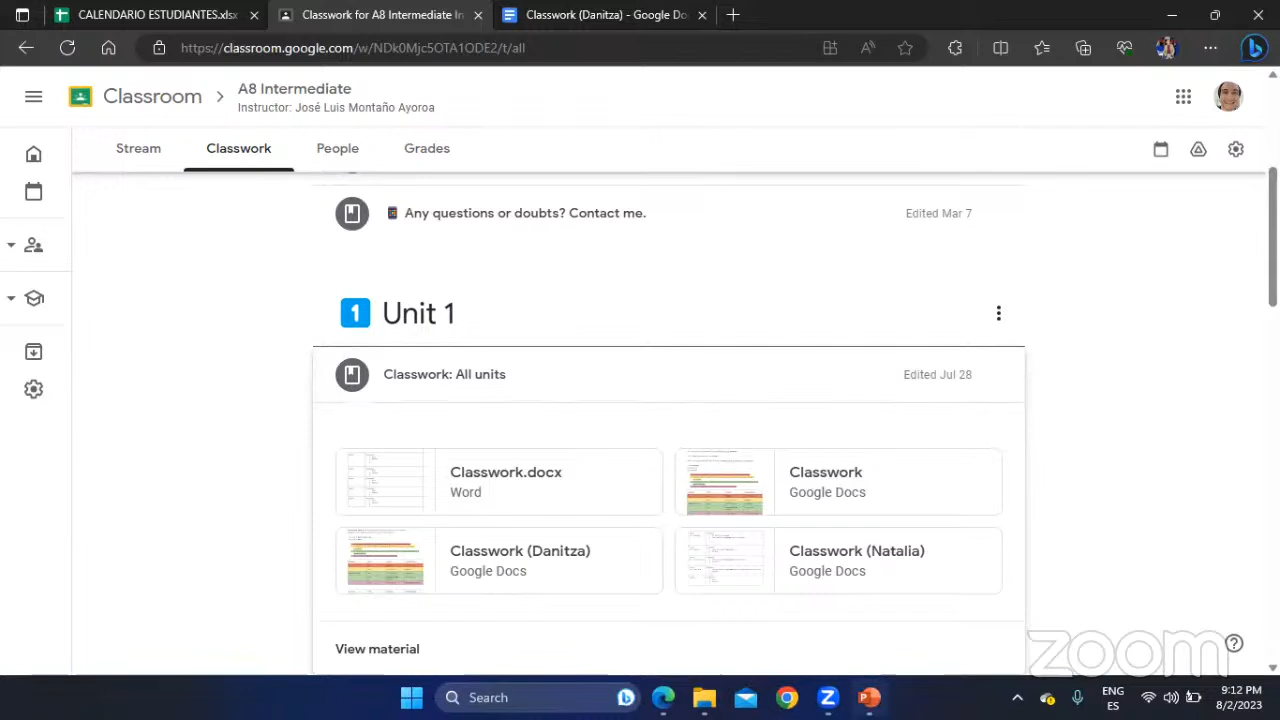 CALENDARIO ESTUDIANTES.xlsx
Classwork for A8 Intermediate In
Classwork (Danitza) - Google Do
https://classroom.google.com/w/NDk0Mjc5OTA1ODE2/t/all
Classroom
A8 Intermediate
Instructor: José Luis Montaño Ayoroa
Stream
Classwork
People
Grades
Any questions or doubts? Contact me.
Edited Mar 7
1 Unit 1
Classwork: All units
Edited Jul 28
Classwork.docx
Word
Classwork
Google Docs
Classwork (Danitza)
Google Docs
Classwork (Natalia)
Google Docs
View material
zoom
Search
ENG
ES
9:12 PM
8/2/2023